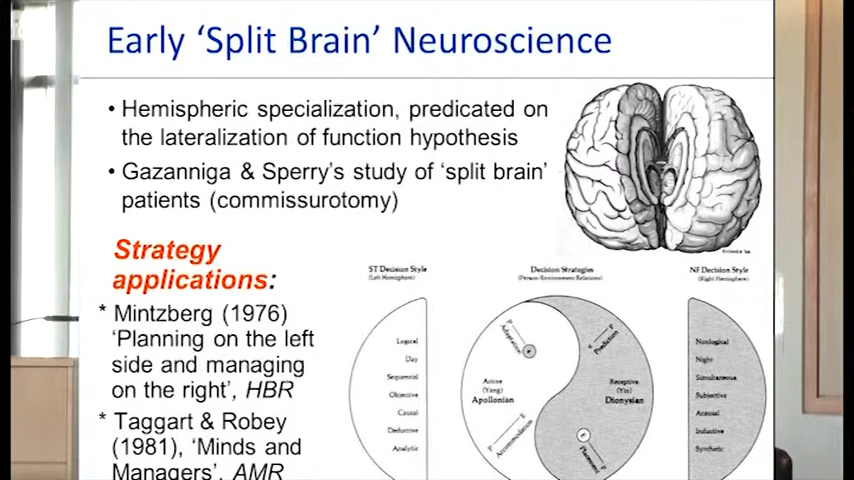 Early ‘Split Brain’ Neuroscience
• Hemispheric specialization, predicated on
the lateralization of function hypothesis
• Gazanniga & Sperry's study of ‘split brain’
patients (commissurotomy)
Strategy
applications:
* Mintzberg (1976)
‘Planning on the left
side and managing
on the right’, HBR
* Taggart & Robey
(1981), ‘Minds and
Managers’, AMR
ST Decision Style
(Left Hemisphere)
Logical
Day
Sequential
Objective
Causal
Deductive
Analytic
Decision Strategies
(Person-Environment Relations)
P
Adaptation
E
P
Prediction
Active
(Yang)
Apollonian
Receptive
(Yin)
Dionysian
P
E
Accommodation
E
Placement
P
NF Decision Style
(Right Hemisphere)
Nonlogical
Night
Simultaneous
Subjective
Acausal
Inductive
Synthetic